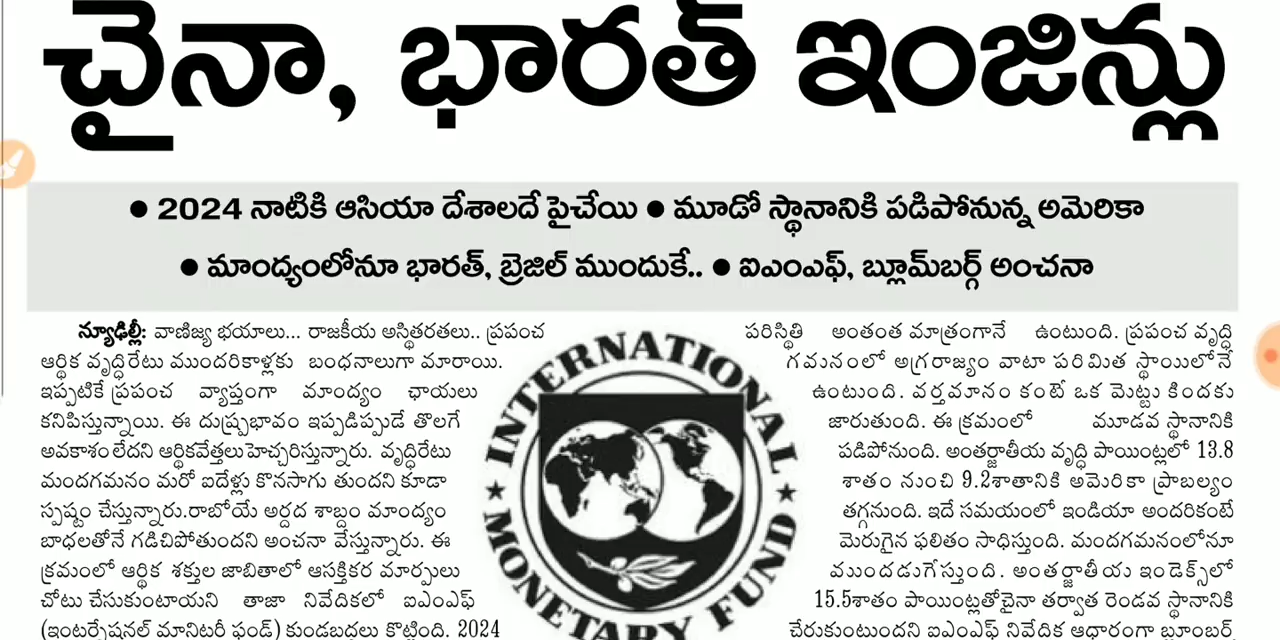 చైనా, భారత్ ఇంజిన్లు
● 2024 నాటికి ఆసియా దేశాలదే పైచేయి ● మూడో స్థానానికి పడిపోనున్న అమెరికా
● మాంద్యంలోనూ భారత్, బ్రెజిల్ ముందుకే.. ● ఐఎంఎఫ్, బ్లూమ్‌బర్గ్ అంచనా
న్యూఢిల్లీ: వాణిజ్య భయాలు... రాజకీయ అస్థిరతలు.. ప్రపంచ
ఆర్థిక వృద్ధిరేటు ముందరికాళ్లకు బంధనాలుగా మారాయి.
ఇప్పటికే ప్రపంచ వ్యాప్తంగా మాంద్యం ఛాయలు
కనిపిస్తున్నాయి. ఈ దుష్ప్రభావం ఇప్పడిప్పుడే తొలగే
అవకాశం లేదని ఆర్థికవేత్తలు హెచ్చరిస్తున్నారు. వృద్ధిరేటు
మందగమనం మరో ఐదేళ్లు కొనసాగు తుందని కూడా
స్పష్టం చేస్తున్నారు.రాబోయే అర్దద శాబ్దం మాంద్యం
బాధలతోనే గడిచిపోతుందని అంచనా వేస్తున్నారు. ఈ
క్రమంలో ఆర్థిక శక్తుల జాబితాలో ఆసక్తికర మార్పులు
చోటు చేసుకుంటాయని తాజా నివేదికలో ఐఎంఎఫ్
(ఇంటర్నేషనల్ మానిటరీ ఫండ్) కుండబద్దలు కొట్టింది. 2024
INTERNATIONAL MONETARY FUND
పరిస్థితి అంతంత మాత్రంగానే ఉంటుంది. ప్రపంచ వృద్ధి
గమనంలో అగ్రరాజ్యం వాటా పరిమిత స్థాయిలోనే
ఉంటుంది. వర్తమానం కంటే ఒక మెట్టు కిందకు
జారుతుంది. ఈ క్రమంలో మూడవ స్థానానికి
పడిపోనుంది. అంతర్జాతీయ వృద్ధి పాయింట్లలో 13.8
శాతం నుంచి 9.2శాతానికి అమెరికా ప్రాబల్యం
తగ్గనుంది. ఇదే సమయంలో ఇండియా అందరికంటే
మెరుగైన ఫలితం సాధిస్తుంది. మందగమనంలోనూ
ముందడుగేస్తుంది. అంతర్జాతీయ ఇండెక్స్‌లో
15.5శాతం పాయింట్లతోచైనా తర్వాత రెండవ స్థానానికి
చేరుకుంటుందని ఐఎంఎఫ్ నివేదిక ఆధారంగా బ్లూంబర్గ్